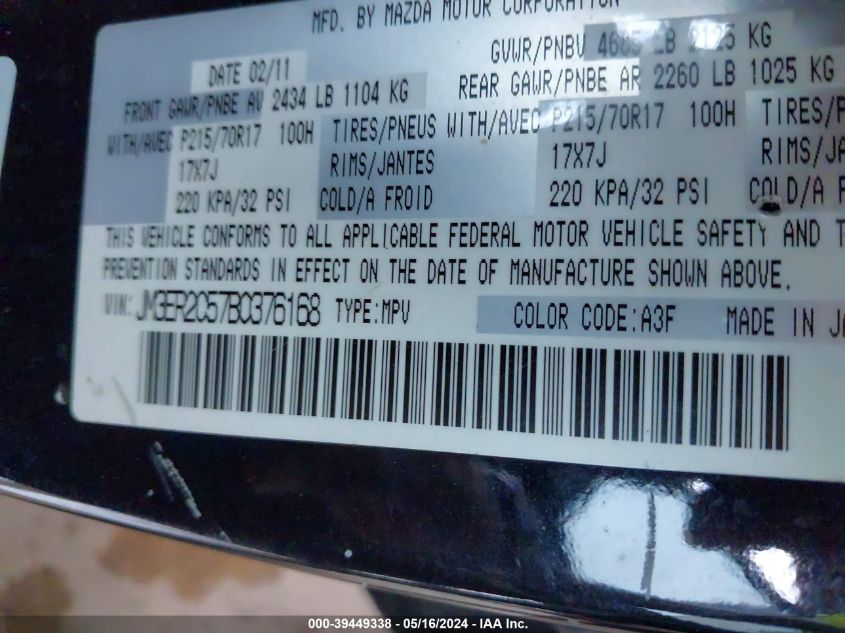 MFD. BY MAZDA MOTOR CORPORATION
DATE 02/11 GVWR/PNBV 4685 LB 2125 KG
FRONT GAWR/PNBE AV 2434 LB 1104 KG REAR GAWR/PNBE AR 2260 LB 1025 KG
WITH/AVEC P215/70R17 100H TIRES/PNEUS WITH/AVEC P215/70R17 100H TIRES/P
17X7J RIMS/JANTES 17X7J RIMS/JA
220 KPA/32 PSI COLD/A FROID 220 KPA/32 PSI COLD/A FROID
THIS VEHICLE CONFORMS TO ALL APPLICABLE FEDERAL MOTOR VEHICLE SAFETY AND T
PREVENTION STANDARDS IN EFFECT ON THE DATE OF MANUFACTURE SHOWN ABOVE.
VIN: JM3ER2C57B0376168 TYPE:MPV COLOR CODE:A3F MADE IN JA
000-39449338 - 05/16/2024 - IAA Inc.